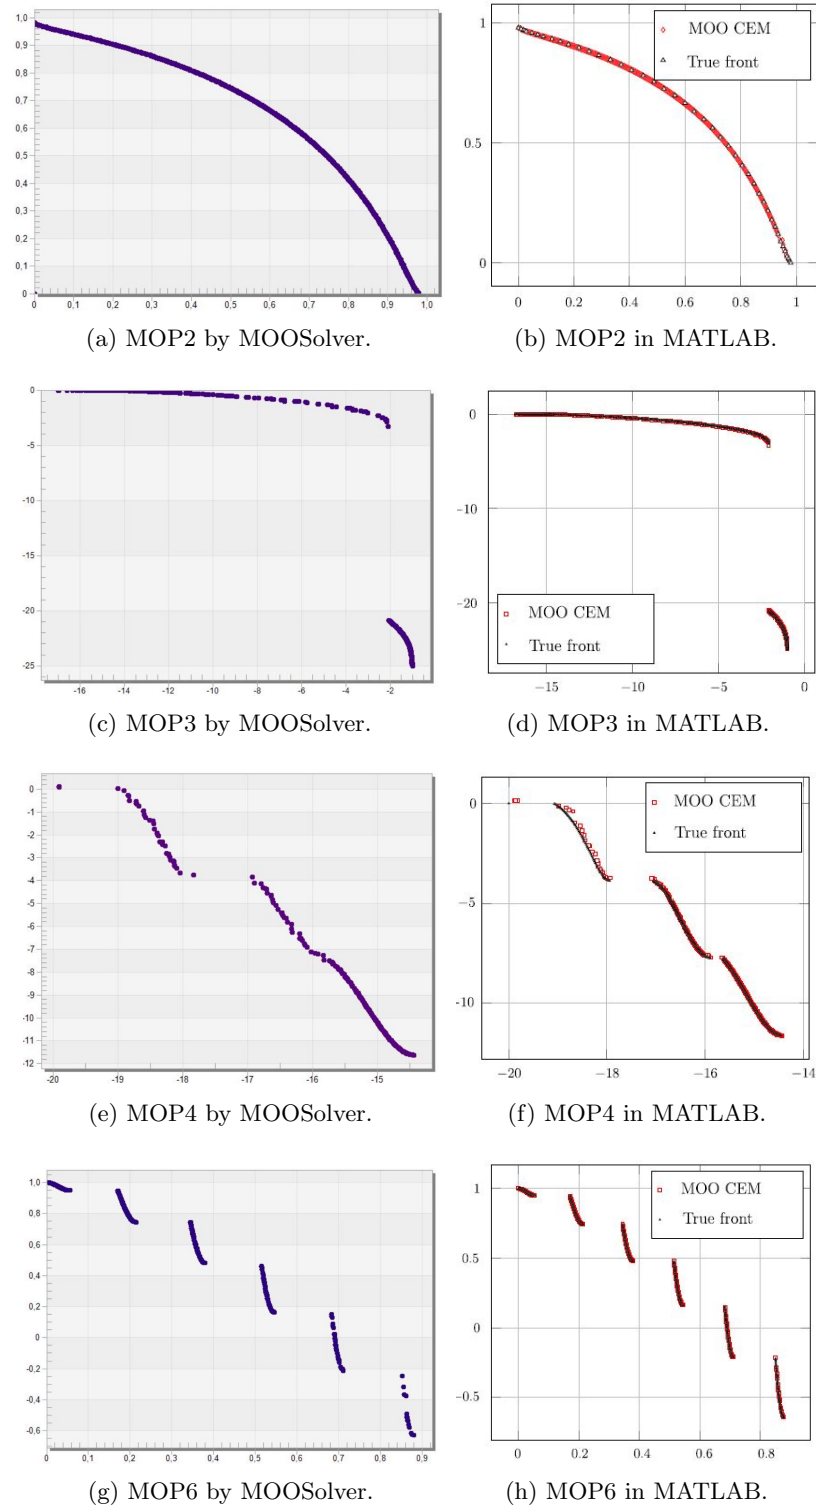 1,0
0,9
0,8
0,7
0,6
0,5
0,4
0,3
0,2
0,1
0
0 0,1 0,2 0,3 0,4 0,5 0,6 0,7 0,8 0,9 1,0
(a) MOP2 by MOOSolver.
MOO CEM
True front
1
0.5
0
0 0.2 0.4 0.6 0.8 1
(b) MOP2 in MATLAB.
0
-5
-10
-15
-20
-25
-16 -14 -12 -10 -8 -6 -4 -2
(c) MOP3 by MOOSolver.
0
−10
−20
MOO CEM
True front
−15 −10 −5 0
(d) MOP3 in MATLAB.
0
-1
-2
-3
-4
-5
-6
-7
-8
-9
-10
-11
-12
-20 -19 -18 -17 -16 -15
(e) MOP4 by MOOSolver.
MOO CEM
True front
0
−5
−10
−20 −18 −16 −14
(f) MOP4 in MATLAB.
1,0
0,8
0,6
0,4
0,2
0
-0,2
-0,4
-0,6
0 0,1 0,2 0,3 0,4 0,5 0,6 0,7 0,8 0,9
(g) MOP6 by MOOSolver.
MOO CEM
True front
1
0.5
0
−0.5
0 0.2 0.4 0.6 0.8
(h) MOP6 in MATLAB.